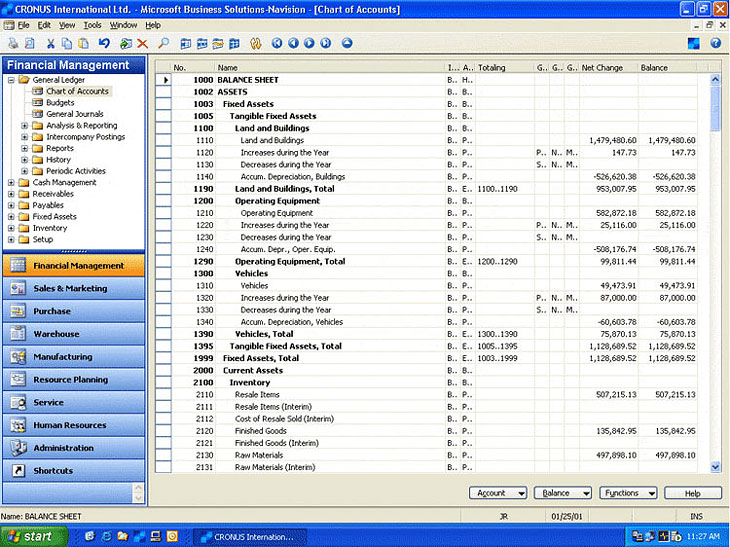 CRONUS International Ltd. - Microsoft Business Solutions-Navision - [Chart of Accounts]
File Edit View Tools Window Help
Financial Management
General Ledger
Chart of Accounts
Budgets
General Journals
Analysis & Reporting
Intercompany Postings
Reports
History
Periodic Activities
Cash Management
Receivables
Payables
Fixed Assets
Inventory
Setup
Financial Management
Sales & Marketing
Purchase
Warehouse
Manufacturing
Resource Planning
Service
Human Resources
Administration
Shortcuts
No. Name I... A... Totaling G... G... G... Net Change Balance
1000 BALANCE SHEET B... H...
1002 ASSETS B... B...
1003 Fixed Assets B... B...
1005 Tangible Fixed Assets B... B...
1100 Land and Buildings B... B...
1110 Land and Buildings B... P... 1,479,480.60 1,479,480.60
1120 Increases during the Year B... P... P... N... M... 147.73 147.73
1130 Decreases during the Year B... P... S... N... M...
1140 Accum. Depreciation, Buildings B... P... -526,620.38 -526,620.38
1190 Land and Buildings, Total B... E... 1100..1190 953,007.95 953,007.95
1200 Operating Equipment B... B...
1210 Operating Equipment B... P... 582,872.18 582,872.18
1220 Increases during the Year B... P... P... N... M... 25,116.00 25,116.00
1230 Decreases during the Year B... P... S... N... M...
1240 Accum. Depr., Oper. Equip. B... P... -508,176.74 -508,176.74
1290 Operating Equipment, Total B... E... 1200..1290 99,811.44 99,811.44
1300 Vehicles B... B...
1310 Vehicles B... P... 49,473.91 49,473.91
1320 Increases during the Year B... P... P... N... M... 87,000.00 87,000.00
1330 Decreases during the Year B... P... S... N... M...
1340 Accum. Depreciation, Vehicles B... P... -60,603.78 -60,603.78
1390 Vehicles, Total B... E... 1300..1390 75,870.13 75,870.13
1395 Tangible Fixed Assets, Total B... E... 1005..1395 1,128,689.52 1,128,689.52
1999 Fixed Assets, Total B... E... 1003..1999 1,128,689.52 1,128,689.52
2000 Current Assets B... B...
2100 Inventory B... B...
2110 Resale Items B... P... 507,215.13 507,215.13
2111 Resale Items (Interim) B... P...
2112 Cost of Resale Sold (Interim) B... P...
2120 Finished Goods B... P... 135,842.95 135,842.95
2121 Finished Goods (Interim) B... P...
2130 Raw Materials B... P... 497,898.10 497,898.10
2131 Raw Materials (Interim) B... P...
Account Balance Functions Help
Name: BALANCE SHEET JR 01/25/01 INS
start CRONUS Internation... 11:27 AM